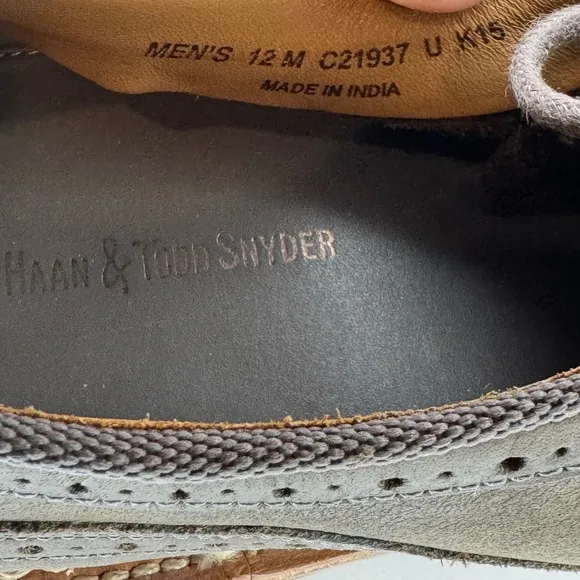 MEN'S 12 M C21937 U K15
MADE IN INDIA
HAAN & TODD SNYDER